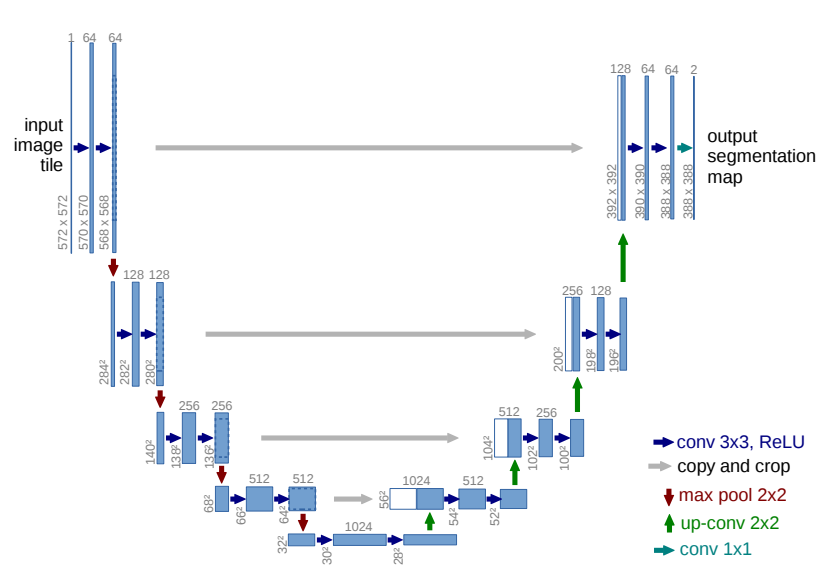 1 64 64
128 64 64 2
input
image
tile
output
segmentation
map
572 x 572
570 x 570
568 x 568
392 x 392
390 x 390
388 x 388
388 x 388
128 128
256 128
284²
282²
280²
200²
198²
196²
256 256
512 256
140²
138²
136²
104²
102²
100²
512 512
1024 512
68²
66²
64²
56²
54²
52²
1024
32²
30²
28²
conv 3x3, ReLU
copy and crop
max pool 2x2
up-conv 2x2
conv 1x1